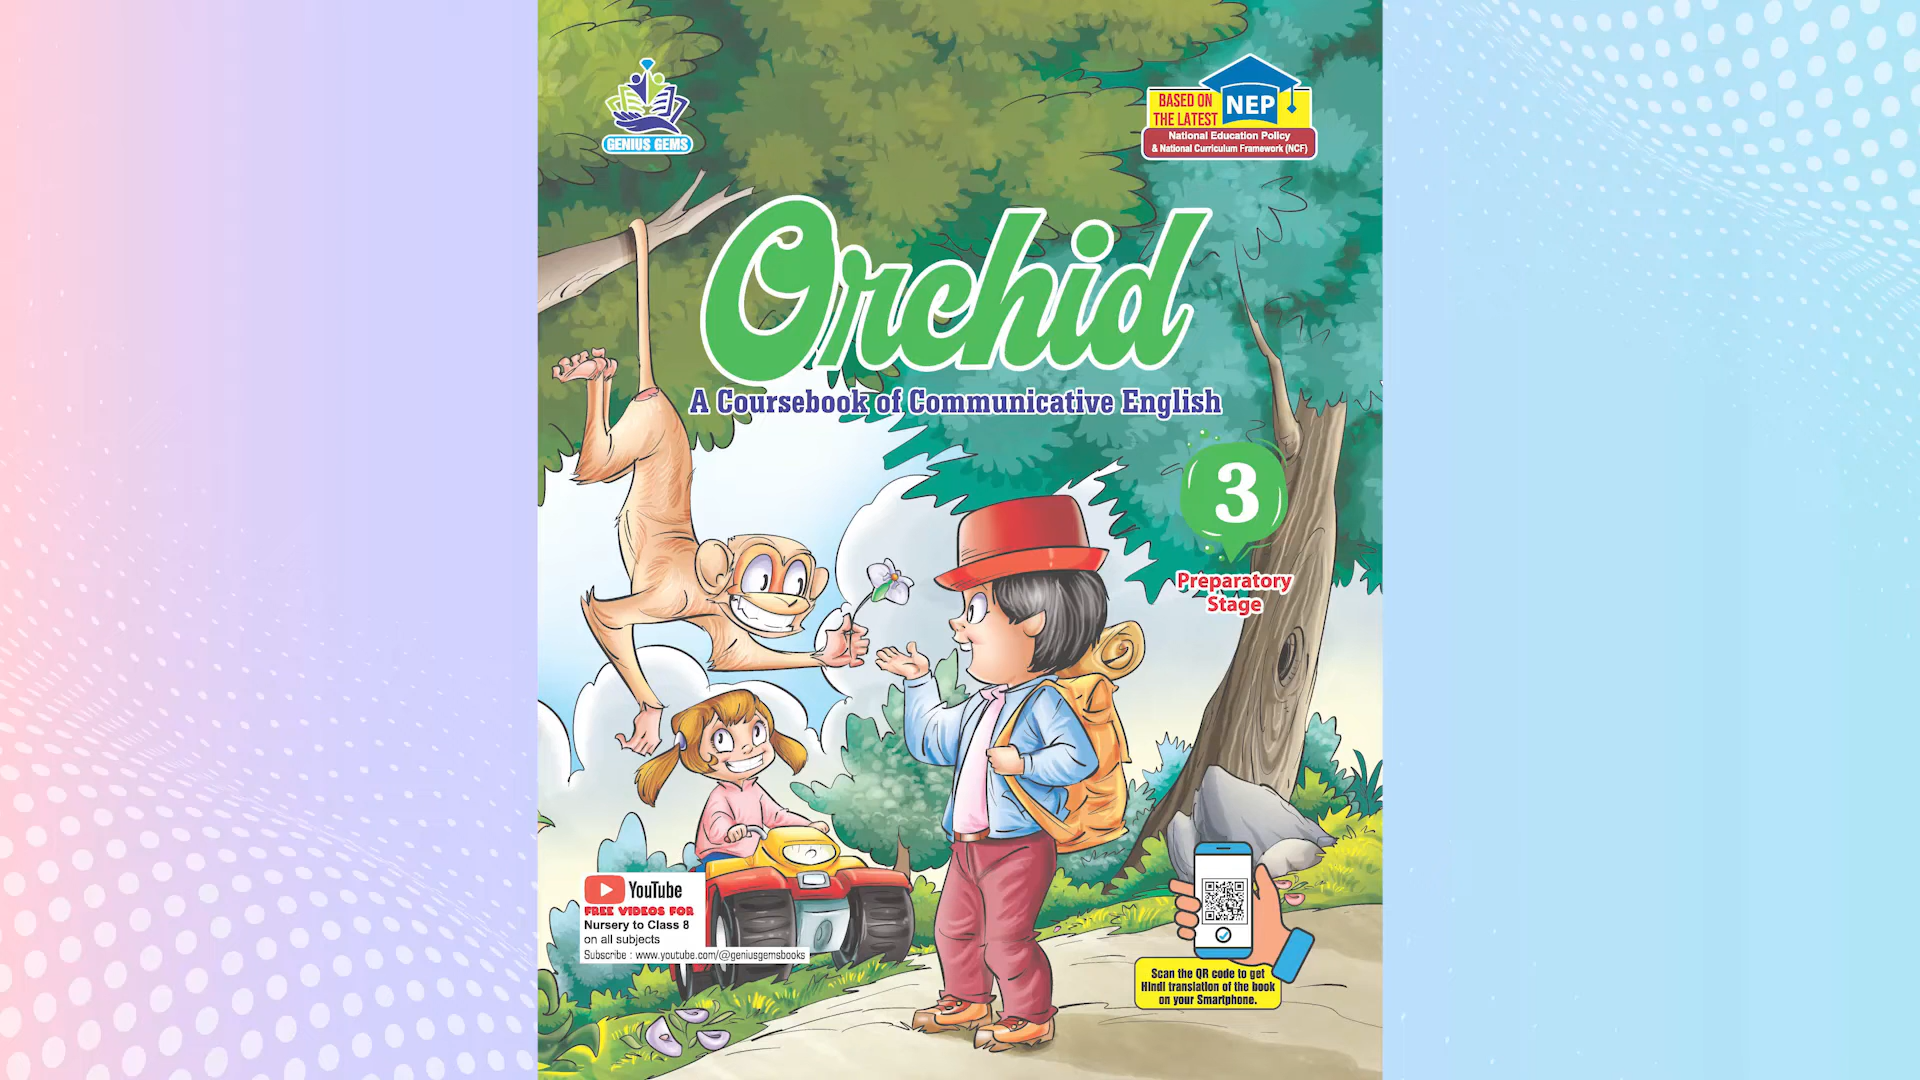 GENIUS GEMS
BASED ON
THE LATEST
NEP
National Education Policy
& National Curriculum Framework (NCF)
Orchid
A Coursebook of Communicative English
3
Preparatory
Stage
YouTube
FREE VIDEOS FOR
Nursery to Class 8
on all subjects
Subscribe : www.youtube.com/@geniusgemsbooks
Scan the QR code to get
Hindi translation of the book
on your Smartphone.